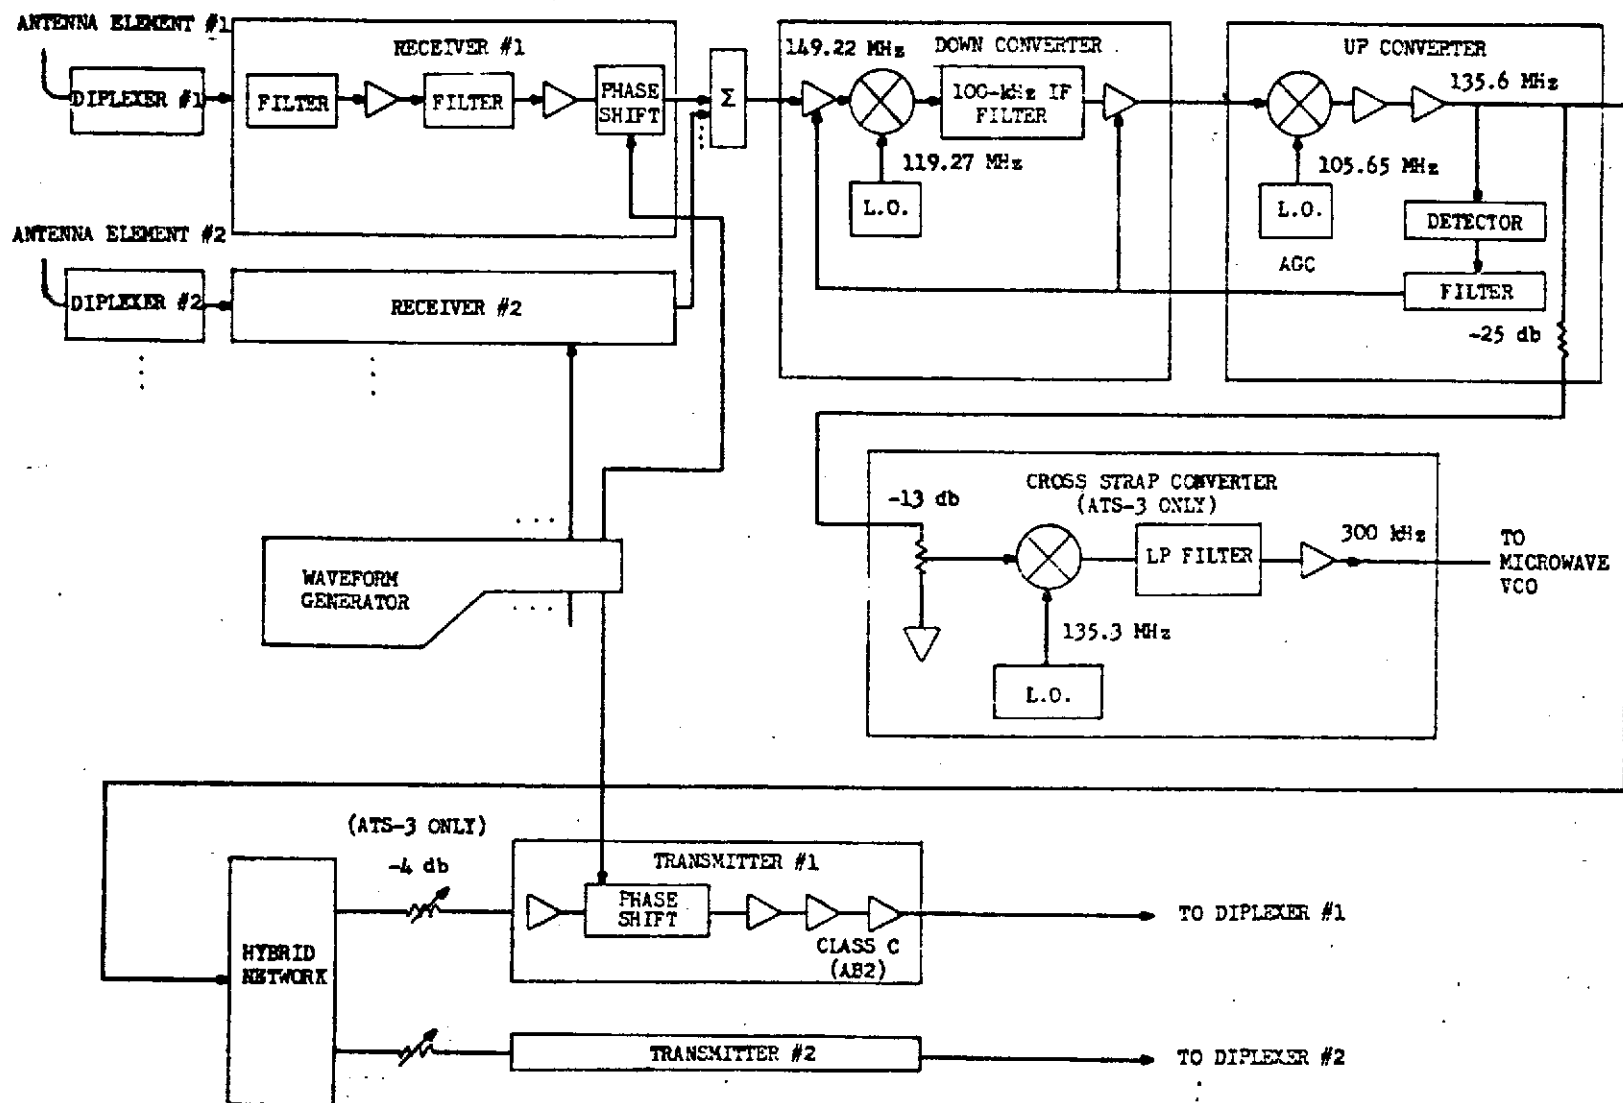 ANTENNA ELEMENT #1
DIPLEXER #1
RECEIVER #1
FILTER
FILTER
PHASE
SHIFT
Σ
149.22 MHz
DOWN CONVERTER
100-kHz IF
FILTER
119.27 MHz
L.O.
UP CONVERTER
135.6 MHz
105.65 MHz
L.O.
DETECTOR
AGC
FILTER
-25 db
ANTENNA ELEMENT #2
DIPLEXER #2
RECEIVER #2
WAVEFORM
GENERATOR
CROSS STRAP CONVERTER
(ATS-3 ONLY)
-13 db
LP FILTER
300 kHz
TO
MICROWAVE
VCO
135.3 MHz
L.O.
(ATS-3 ONLY)
-4 db
HYBRID
NETWORK
TRANSMITTER #1
PHASE
SHIFT
CLASS C
(AB2)
TO DIPLEXER #1
TRANSMITTER #2
TO DIPLEXER #2